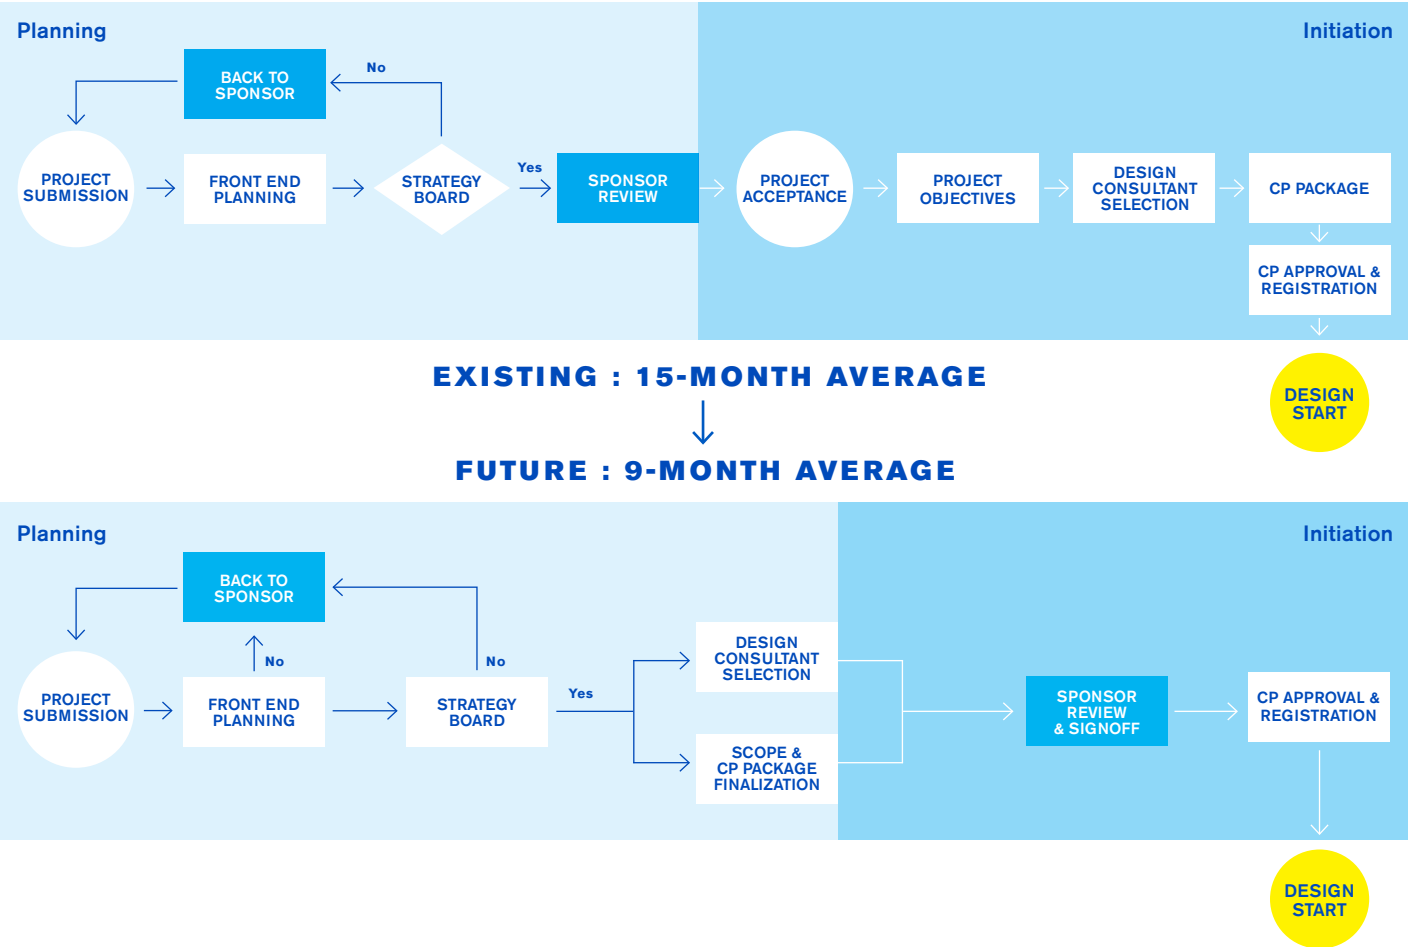 Planning
Initiation
BACK TO
SPONSOR
No
PROJECT
SUBMISSION
FRONT END
PLANNING
STRATEGY
BOARD
Yes
SPONSOR
REVIEW
PROJECT
ACCEPTANCE
PROJECT
OBJECTIVES
DESIGN
CONSULTANT
SELECTION
CP PACKAGE
CP APPROVAL &
REGISTRATION
DESIGN
START
EXISTING : 15-MONTH AVERAGE
FUTURE : 9-MONTH AVERAGE
Planning
Initiation
BACK TO
SPONSOR
No
No
PROJECT
SUBMISSION
FRONT END
PLANNING
STRATEGY
BOARD
Yes
DESIGN
CONSULTANT
SELECTION
SCOPE &
CP PACKAGE
FINALIZATION
SPONSOR
REVIEW
& SIGNOFF
CP APPROVAL &
REGISTRATION
DESIGN
START